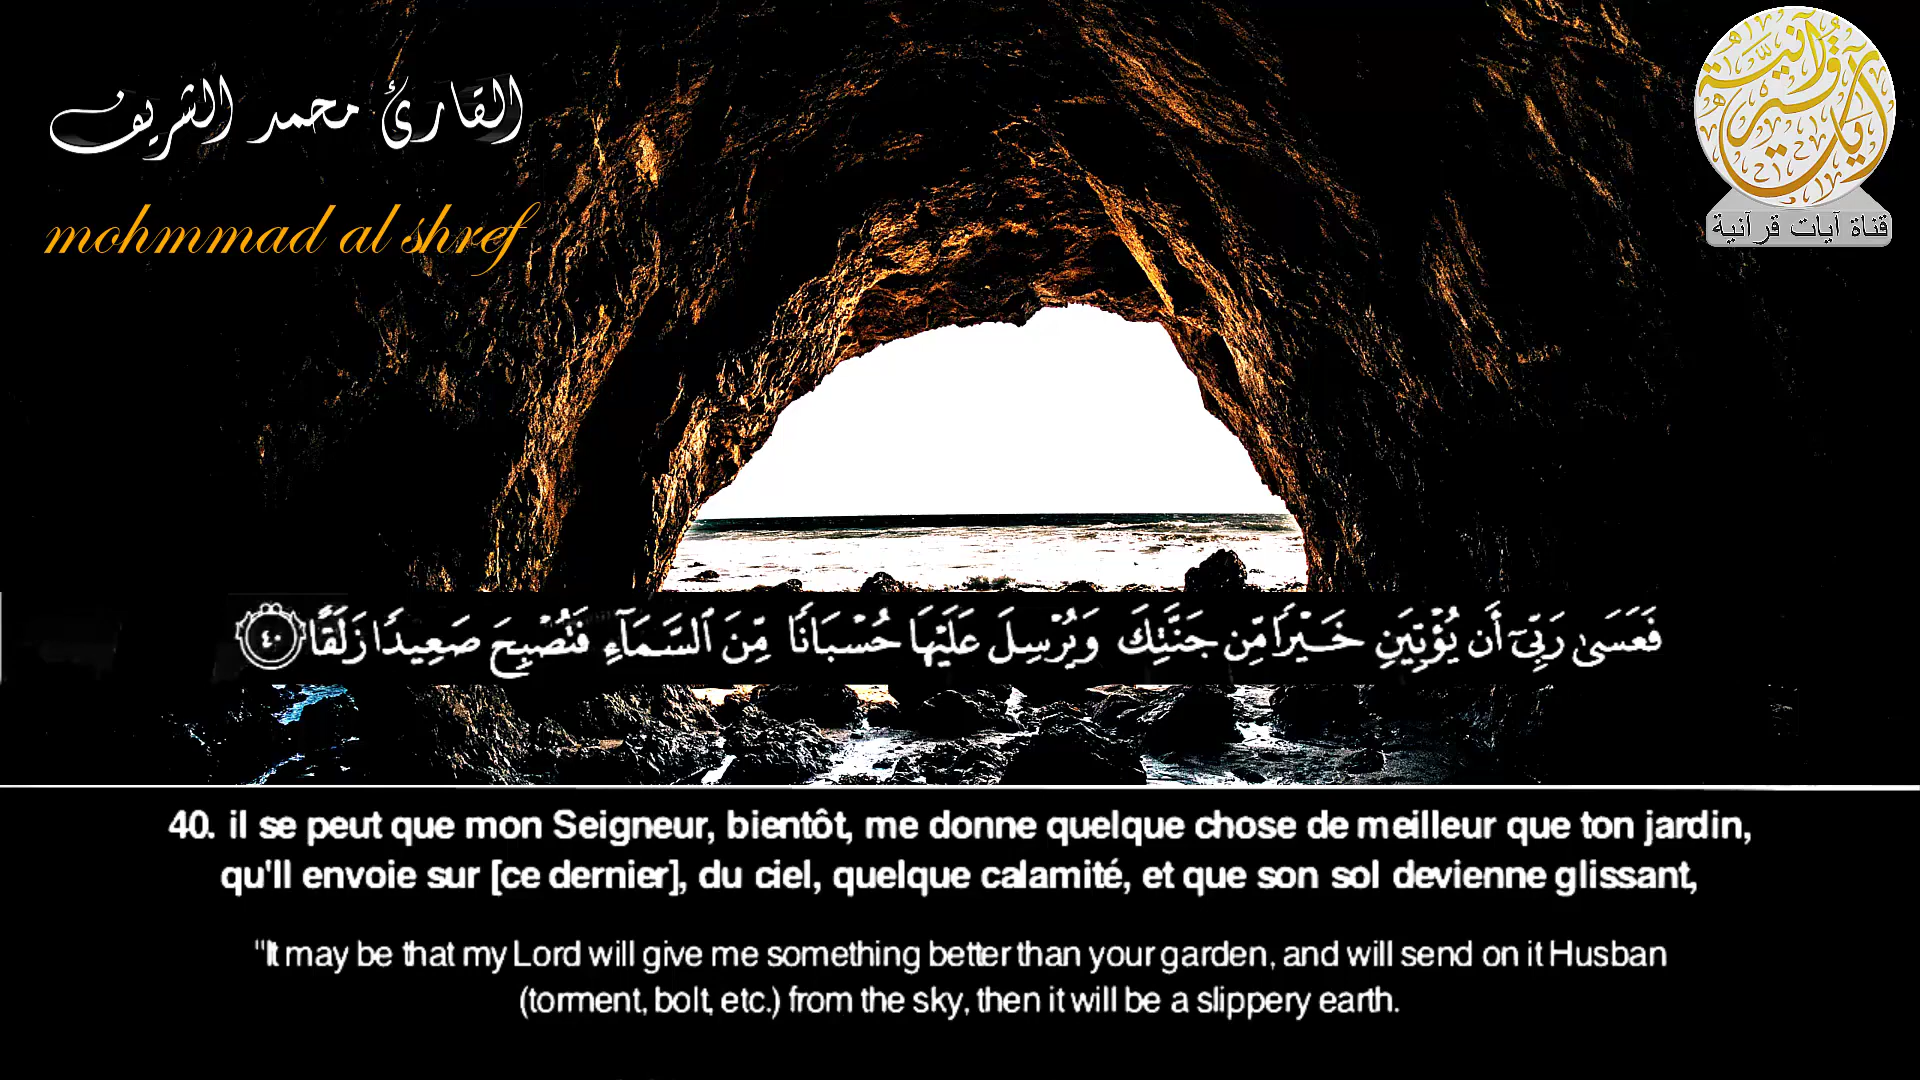 القارئ محمد الشريف
mohmmad al shref
آيات قرآنية
قناة آيات قرآنية
فَعَسَىٰ رَبِّىٓ أَن يُؤْتِيَنِ خَيْرًا مِّن جَنَّتِكَ وَيُرْسِلَ عَلَيْهَا حُسْبَانًا مِّنَ ٱلسَّمَآءِ فَتُصْبِحَ صَعِيدًا زَلَقًا ٤٠
40. il se peut que mon Seigneur, bientôt, me donne quelque chose de meilleur que ton jardin,
qu'Il envoie sur [ce dernier], du ciel, quelque calamité, et que son sol devienne glissant,
"It may be that my Lord will give me something better than your garden, and will send on it Husban
(torment, bolt, etc.) from the sky, then it will be a slippery earth.